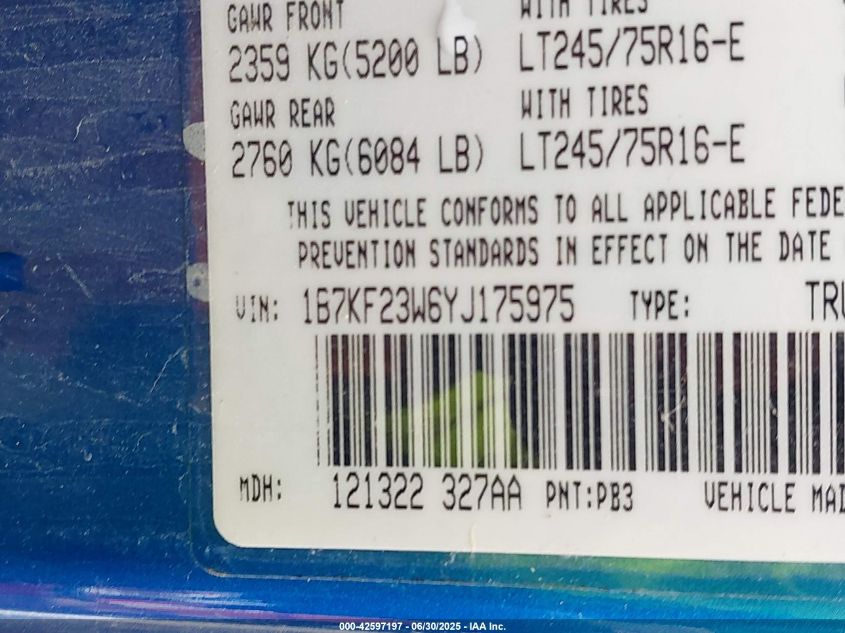 GAWR FRONT WITH TIRES
2359 KG(5200 LB) LT245/75R16-E
GAWR REAR WITH TIRES
2760 KG(6084 LB) LT245/75R16-E
THIS VEHICLE CONFORMS TO ALL APPLICABLE FEDE
PREVENTION STANDARDS IN EFFECT ON THE DATE
VIN: 1B7KF23W6YJ175975 TYPE: TRU
MDH: 121322 327AA PNT:PB3 VEHICLE MAD
000-42597197 - 06/30/2025 - IAA Inc.